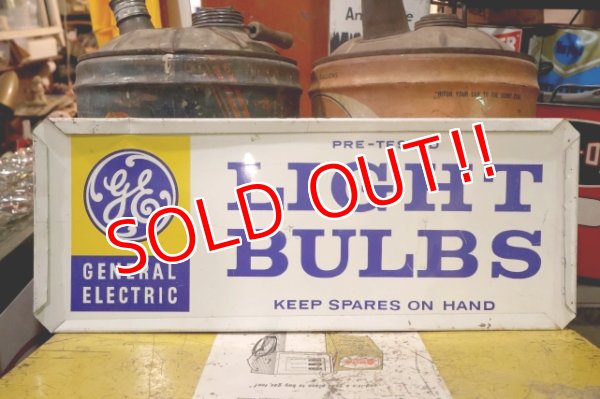 PRE-TESTED
LIGHT
BULBS
KEEP SPARES ON HAND
GE
GENERAL
ELECTRIC
SOLD OUT!!